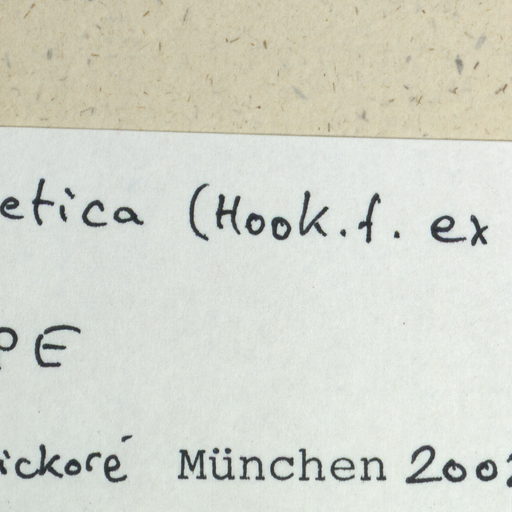 etica (Hook.f. ex
PE
ickoré München 200